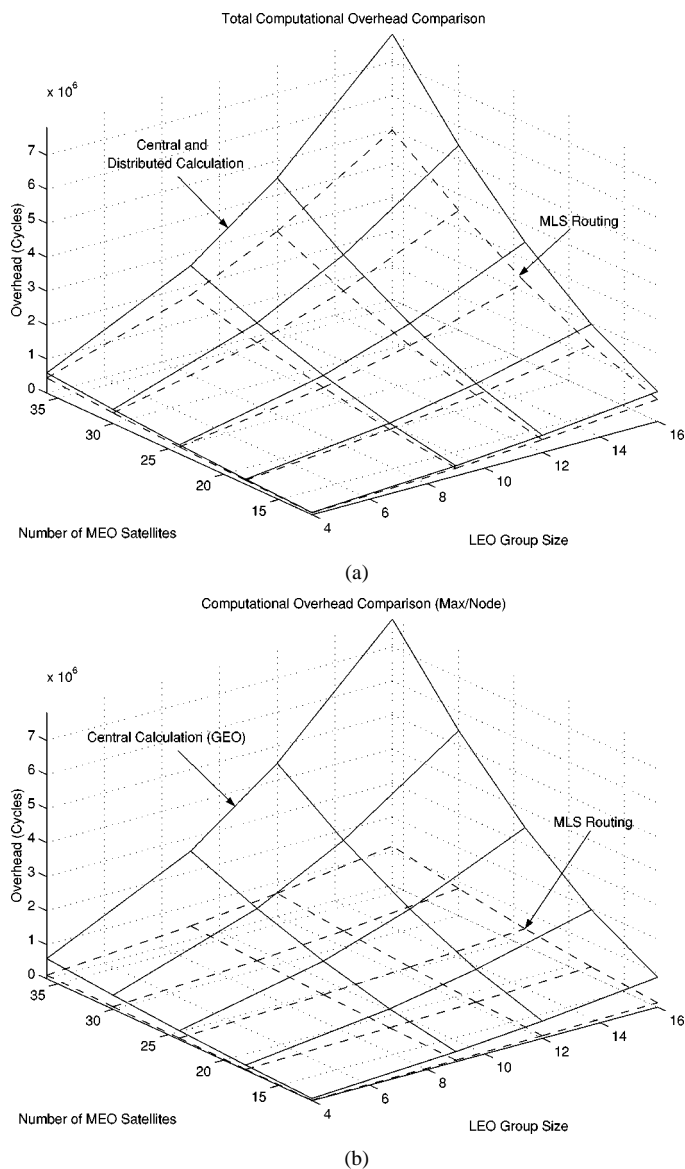 Total Computational Overhead Comparison
x 10^6
Central and
Distributed Calculation
MLS Routing
Overhead (Cycles)
7
6
5
4
3
2
1
0
35
30
25
20
15
Number of MEO Satellites
4
6
8
10
12
14
16
LEO Group Size
(a)
Computational Overhead Comparison (Max/Node)
x 10^6
Central Calculation (GEO)
MLS Routing
Overhead (Cycles)
7
6
5
4
3
2
1
0
35
30
25
20
15
Number of MEO Satellites
4
6
8
10
12
14
16
LEO Group Size
(b)